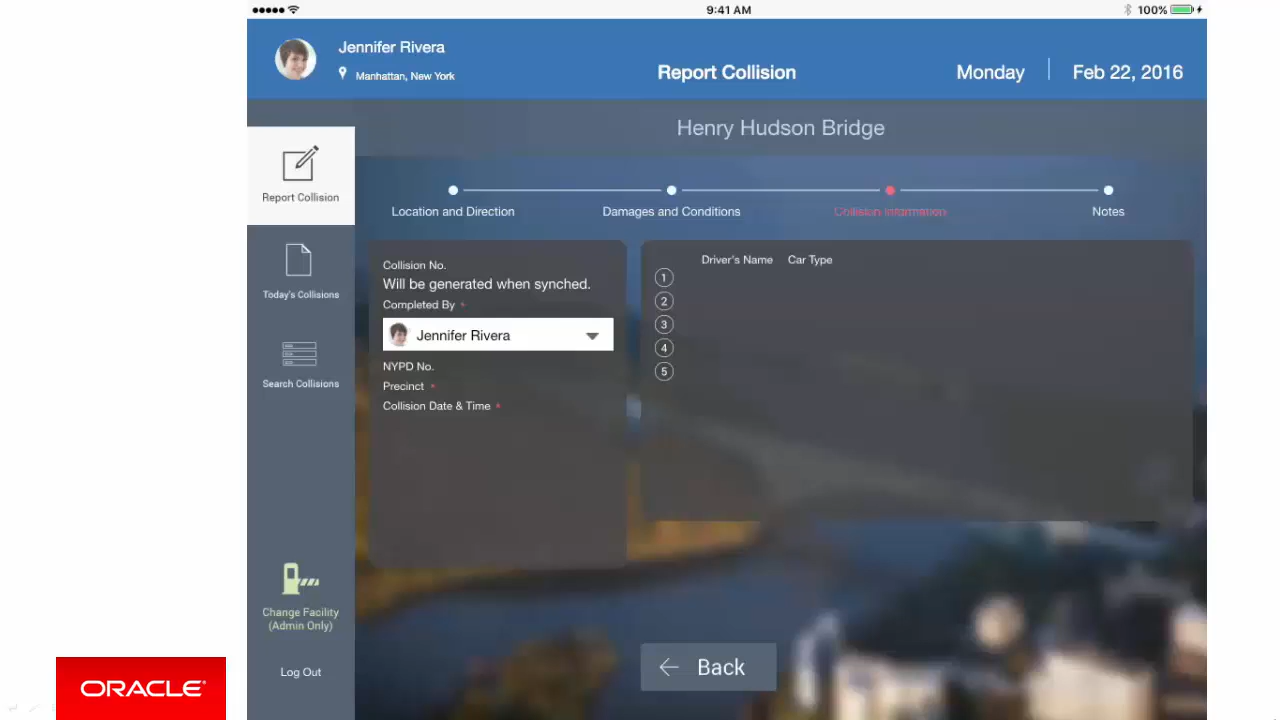 9:41 AM
100%
Jennifer Rivera
Manhattan, New York
Report Collision
Monday
Feb 22, 2016
Henry Hudson Bridge
Report Collision
Location and Direction
Damages and Conditions
Collision Information
Notes
Today's Collisions
Search Collisions
Change Facility
(Admin Only)
Log Out
Collision No.
Will be generated when synched.
Completed By *
Jennifer Rivera
NYPD No.
Precinct *
Collision Date & Time *
Driver's Name Car Type
1
2
3
4
5
Back
ORACLE®